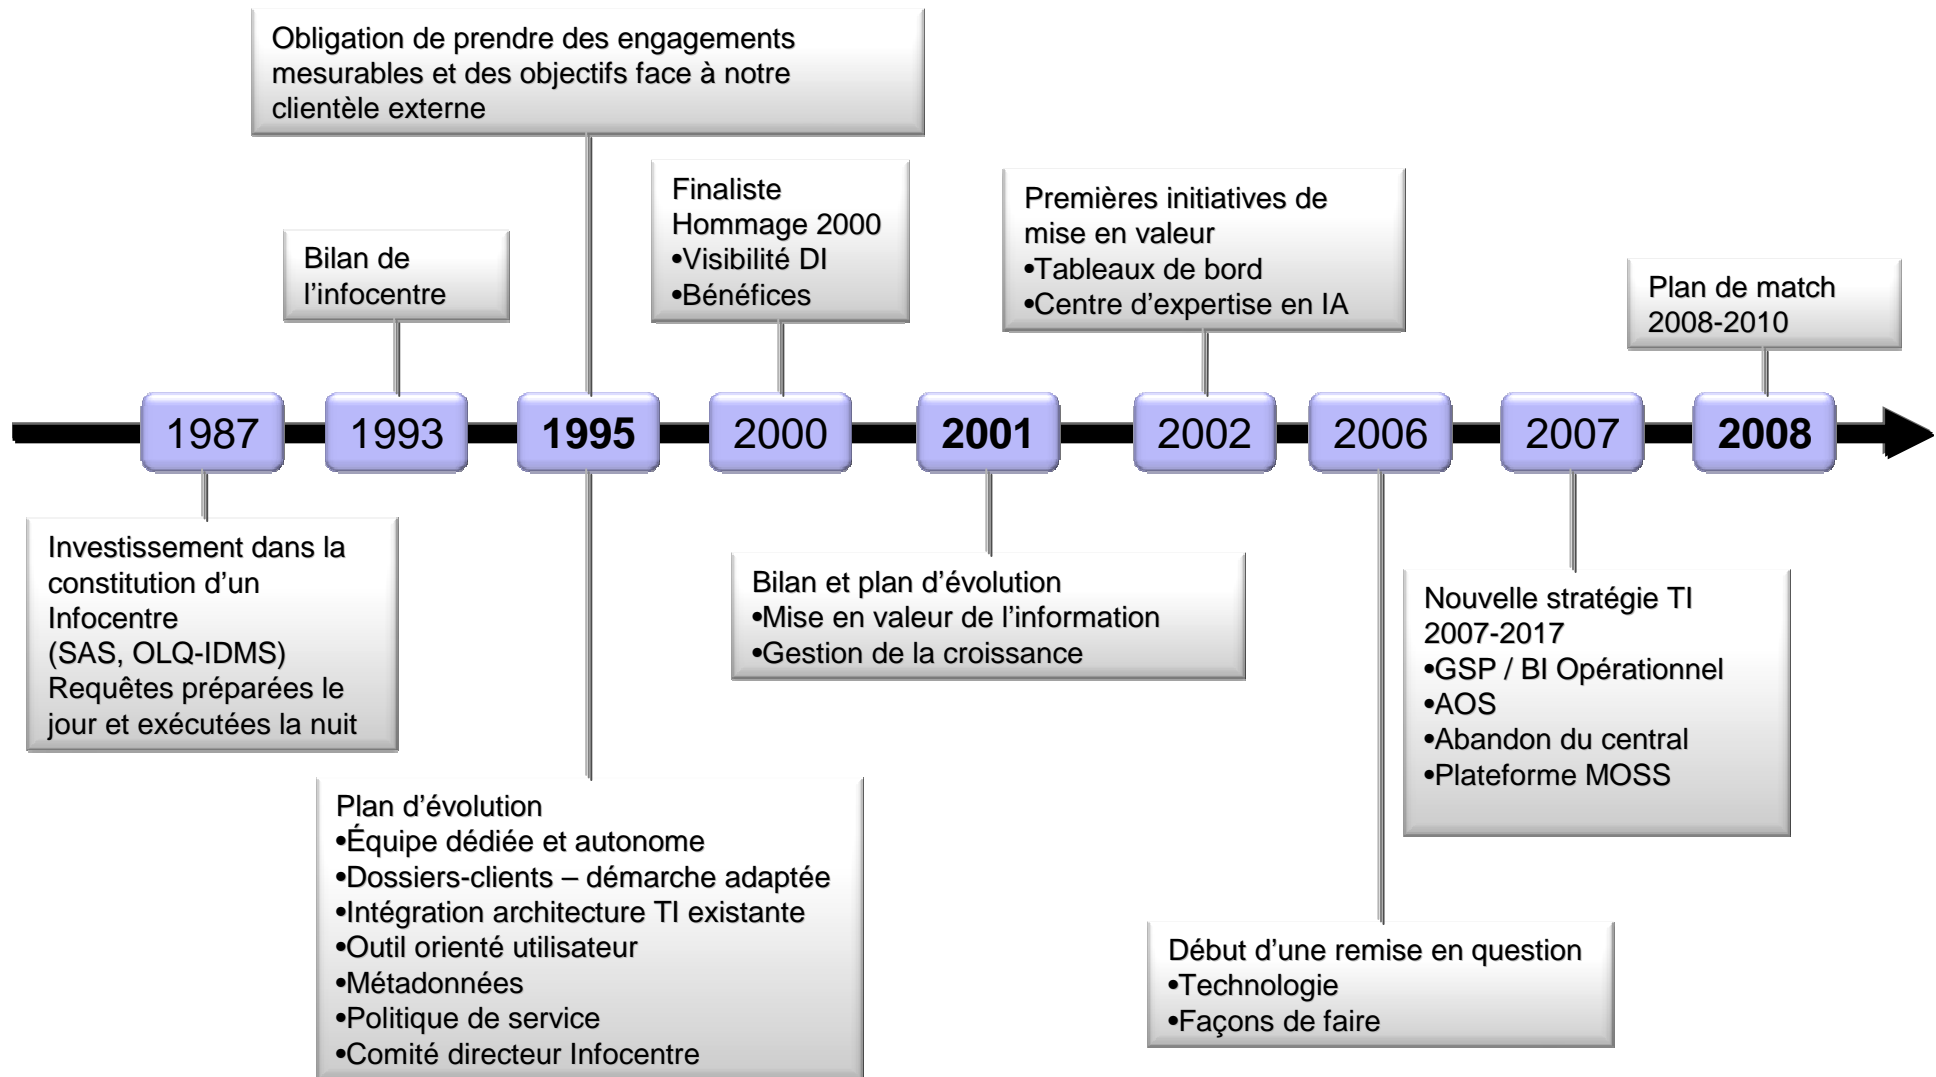 Obligation de prendre des engagements
mesurables et des objectifs face à notre
clientèle externe
Bilan de
l’infocentre
Finaliste
Hommage 2000
•Visibilité DI
•Bénéfices
Premières initiatives de
mise en valeur
•Tableaux de bord
•Centre d’expertise en IA
Plan de match
2008-2010
1987
1993
1995
2000
2001
2002
2006
2007
2008
Investissement dans la
constitution d’un
Infocentre
(SAS, OLQ-IDMS)
Requêtes préparées le
jour et exécutées la nuit
Plan d’évolution
•Équipe dédiée et autonome
•Dossiers-clients – démarche adaptée
•Intégration architecture TI existante
•Outil orienté utilisateur
•Métadonnées
•Politique de service
•Comité directeur Infocentre
Bilan et plan d’évolution
•Mise en valeur de l’information
•Gestion de la croissance
Début d’une remise en question
•Technologie
•Façons de faire
Nouvelle stratégie TI
2007-2017
•GSP / BI Opérationnel
•AOS
•Abandon du central
•Plateforme MOSS